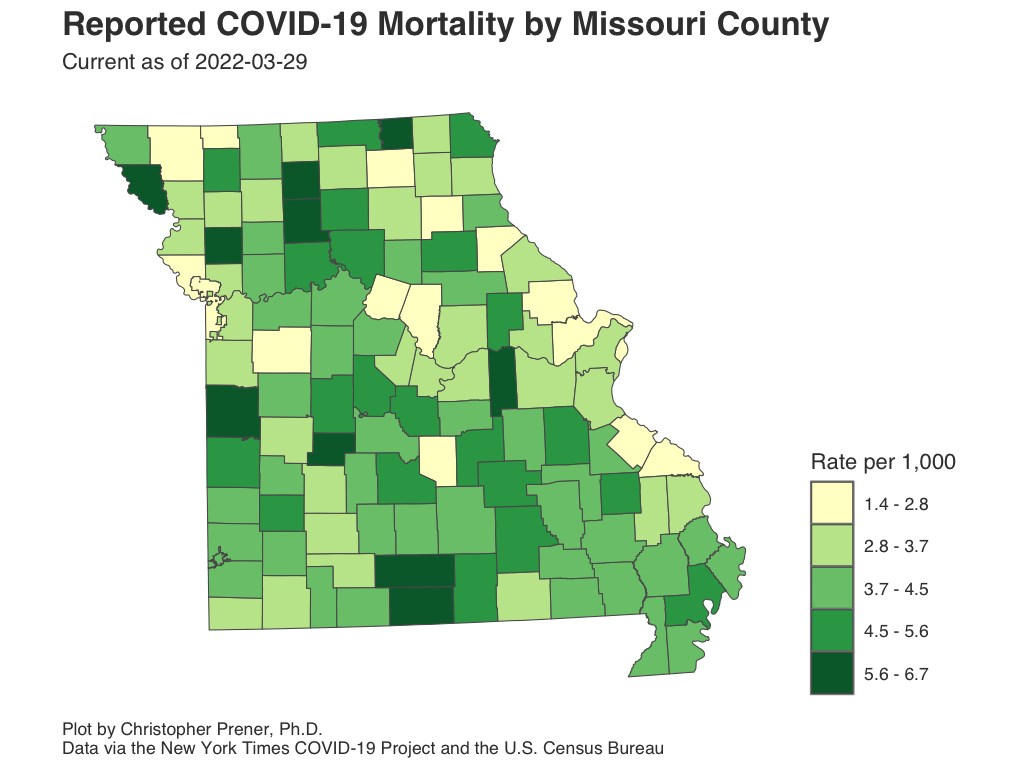 Reported COVID-19 Mortality by Missouri County
Current as of 2022-03-29
Rate per 1,000
1.4 - 2.8
2.8 - 3.7
3.7 - 4.5
4.5 - 5.6
5.6 - 6.7
Plot by Christopher Prener, Ph.D.
Data via the New York Times COVID-19 Project and the U.S. Census Bureau